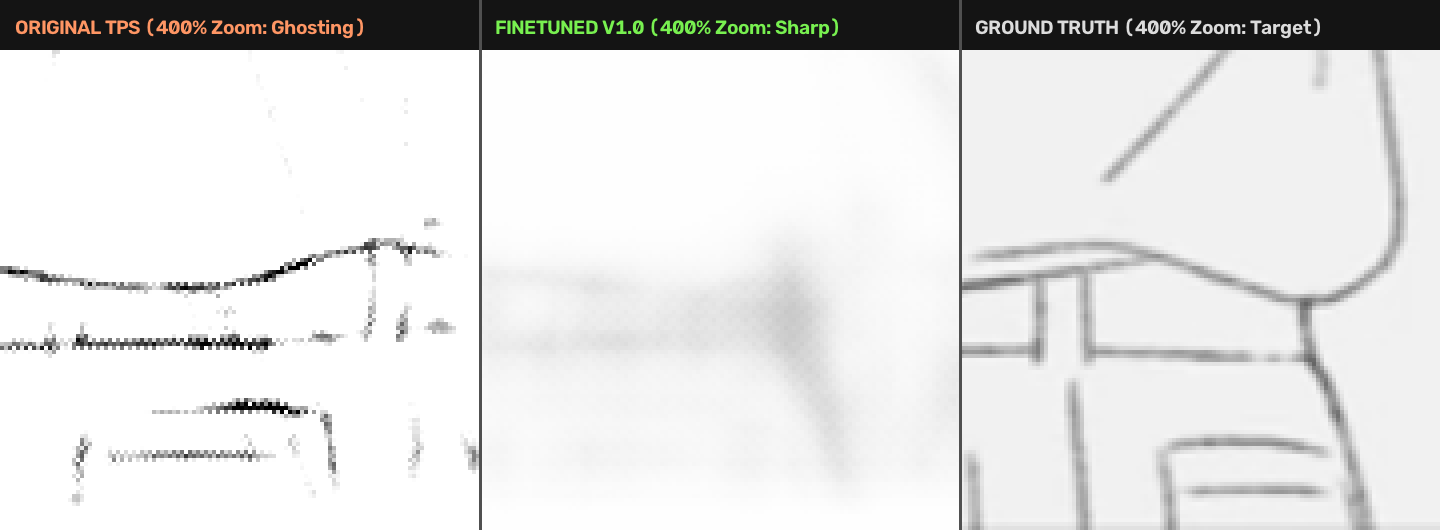 ORIGINAL TPS (400% Zoom: Ghosting)
FINETUNED V1.0 (400% Zoom: Sharp)
GROUND TRUTH (400% Zoom: Target)